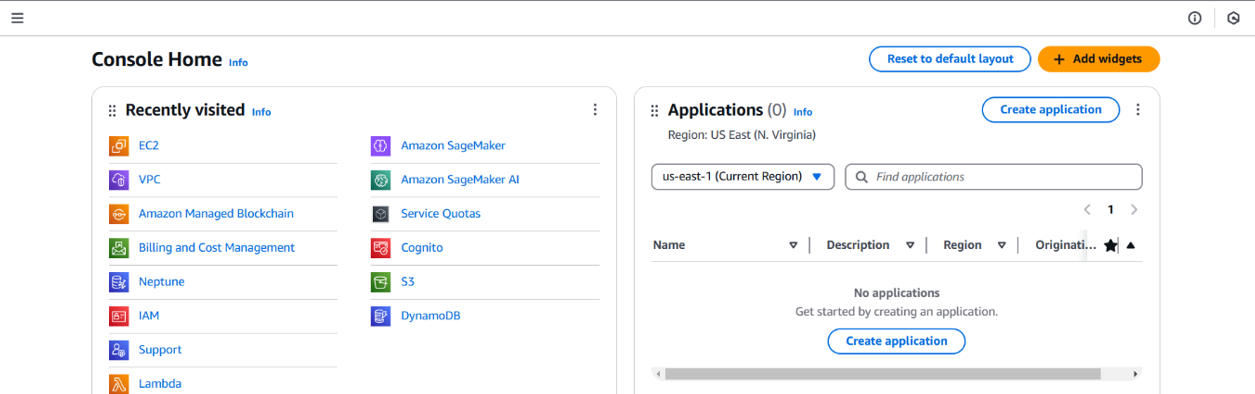 Console Home Info
Reset to default layout
+ Add widgets
Recently visited Info
EC2
VPC
Amazon Managed Blockchain
Billing and Cost Management
Neptune
IAM
Support
Lambda
Amazon SageMaker
Amazon SageMaker AI
Service Quotas
Cognito
S3
DynamoDB
Applications (0) Info
Create application
Region: US East (N. Virginia)
us-east-1 (Current Region)
Find applications
1
Name Description Region Originati...
No applications
Get started by creating an application.
Create application